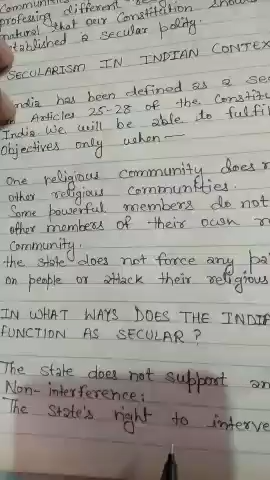 communities
professing different
natural that our Constitution should
established a secular polity.
SECULARISM IN INDIAN CONTEX
India has been defined as a sec
Articles 25-28 of the Constitu
India. We will be able to fulfil
objectives only when—
One religious community does n
other religious communities.
Some powerful members do not
other members of their own r
community.
the state does not force any pa
on people or attack their religious
IN WHAT WAYS DOES THE INDIA
FUNCTION AS SECULAR ?
The state does not support an
Non-interference:
The State's right to interve